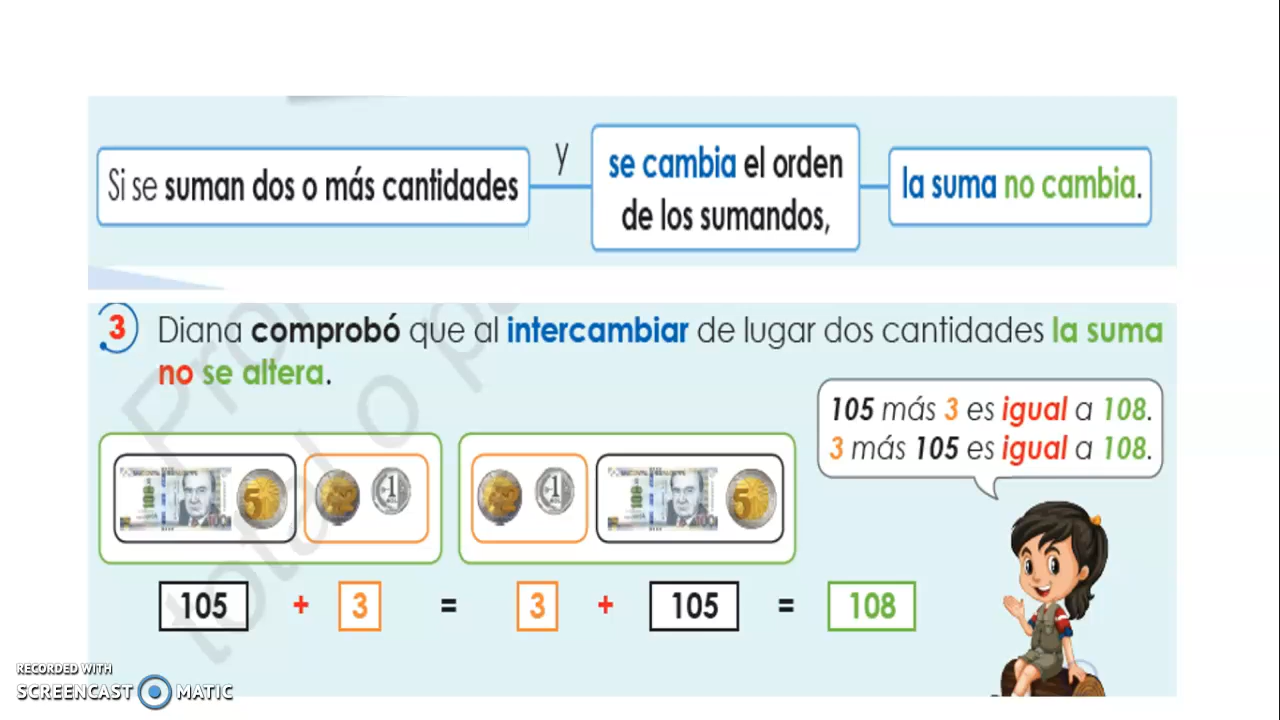 Si se suman dos o más cantidades
y
se cambia el orden
de los sumandos,
la suma no cambia.
3 Diana comprobó que al intercambiar de lugar dos cantidades la suma
no se altera.
105 más 3 es igual a 108.
3 más 105 es igual a 108.
105 + 3 = 3 + 105 = 108
RECORDED WITH
SCREENCAST MATIC